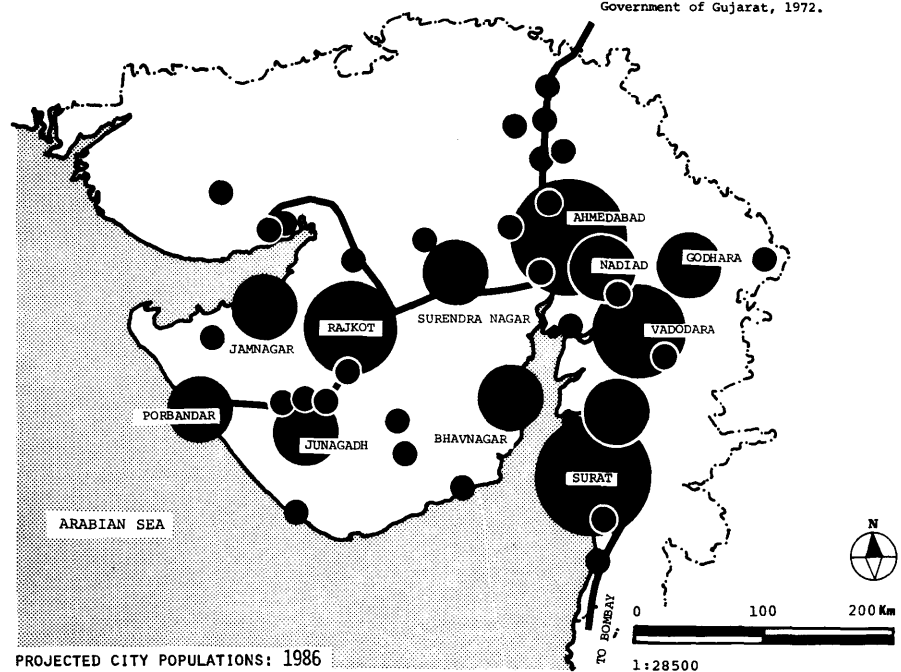 Government of Gujarat, 1972.
AHMEDABAD
NADIAD
GODHARA
SURENDRA NAGAR
RAJKOT
VADODARA
JAMNAGAR
PORBANDAR
JUNAGADH
BHAVNAGAR
SURAT
ARABIAN SEA
N
TO BOMBAY
0 100 200 Km
1:28500
PROJECTED CITY POPULATIONS: 1986